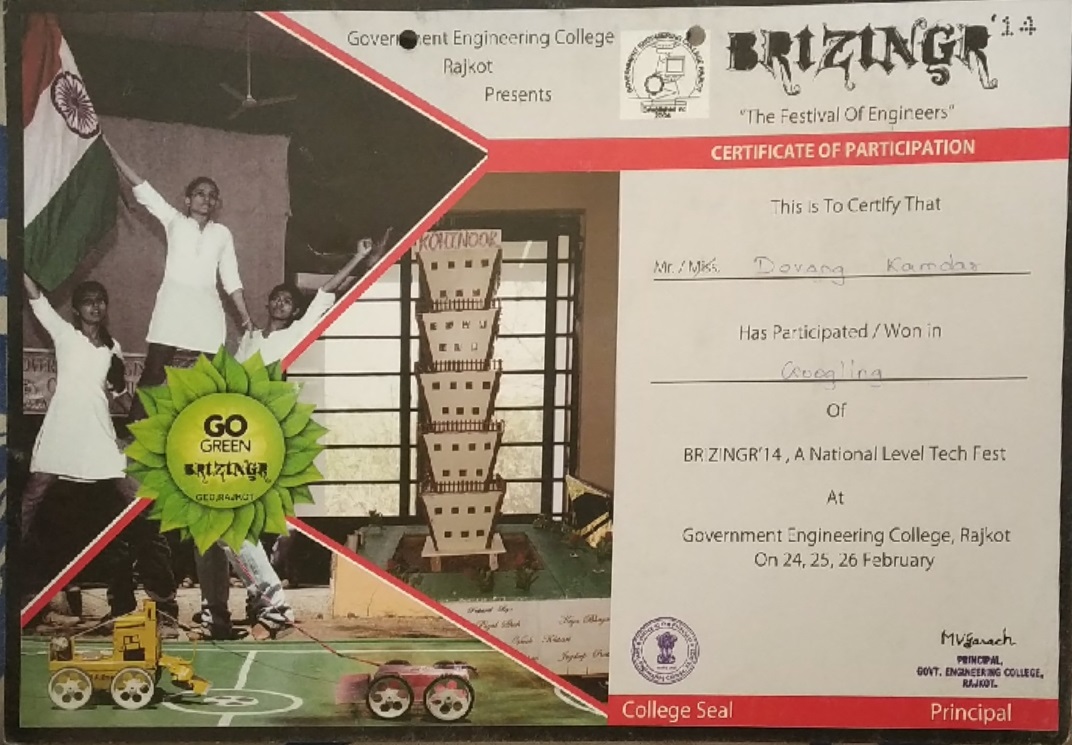 Government Engineering College
Rajkot
Presents
BRIZINGR'14
"The Festival Of Engineers"
CERTIFICATE OF PARTICIPATION
This Is To Certify That
Mr. / Miss. Devang Kamdar
Has Participated / Won in
Googling
Of
BRIZINGR'14 , A National Level Tech Fest
At
Government Engineering College, Rajkot
On 24, 25, 26 February
KOHINOOR
GO
GREEN
BRIZINGR
GEC,RAJKOT
PRINCIPAL,
GOVT. ENGINEERING COLLEGE,
RAJKOT.
College Seal
Principal